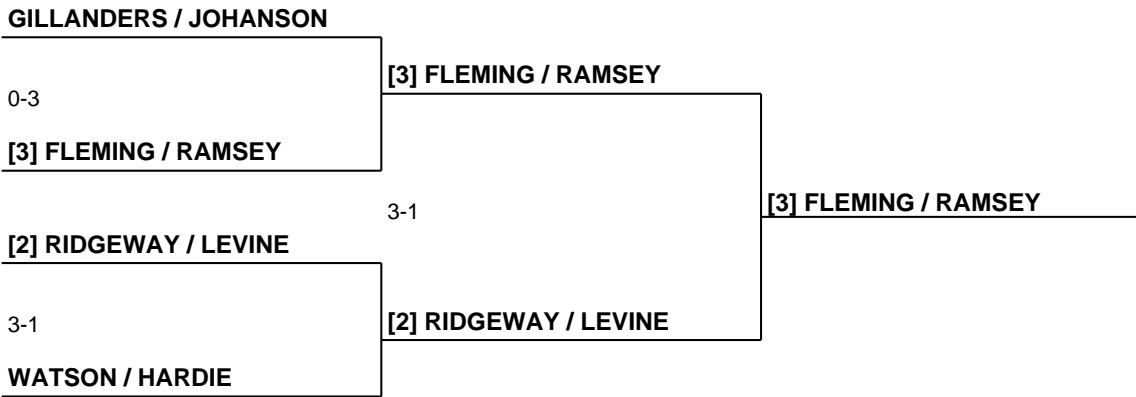 GILLANDERS / JOHANSON
[3] FLEMING / RAMSEY
0-3
[3] FLEMING / RAMSEY
3-1
[3] FLEMING / RAMSEY
[2] RIDGEWAY / LEVINE
3-1
[2] RIDGEWAY / LEVINE
WATSON / HARDIE